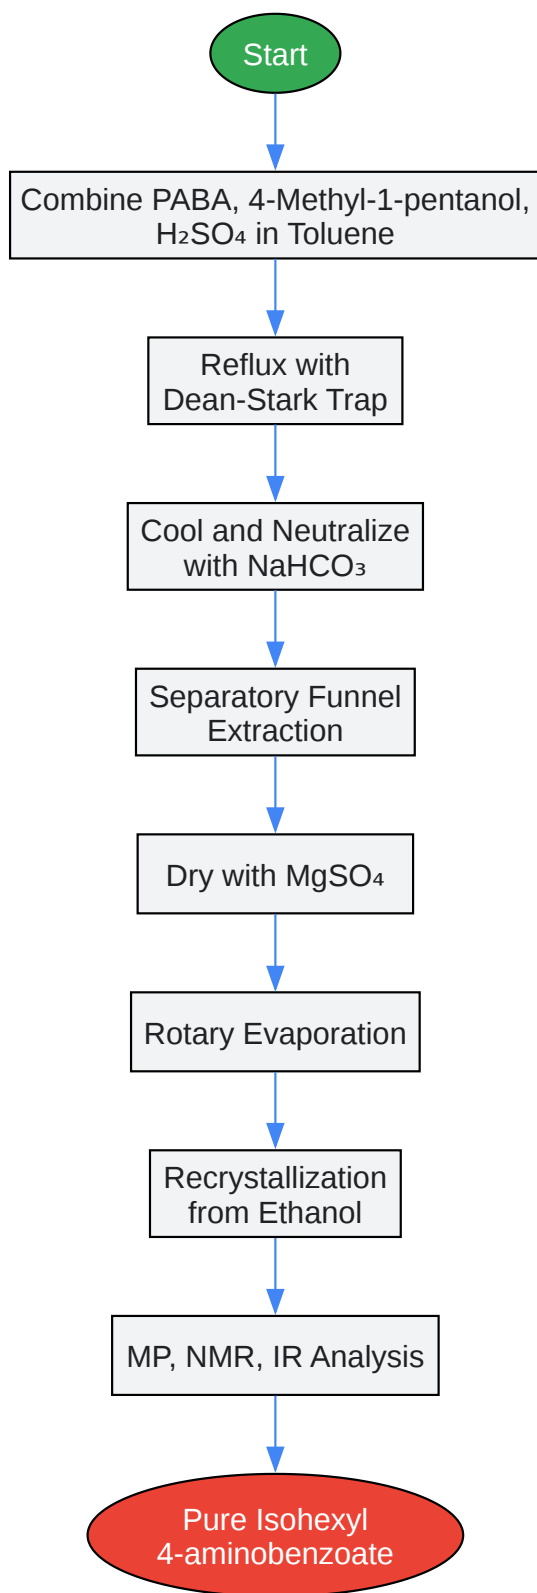 Start
Combine PABA, 4-Methyl-1-pentanol,
H₂SO₄ in Toluene
Reflux with
Dean-Stark Trap
Cool and Neutralize
with NaHCO₃
Separatory Funnel
Extraction
Dry with MgSO₄
Rotary Evaporation
Recrystallization
from Ethanol
MP, NMR, IR Analysis
Pure Isohexyl
4-aminobenzoate